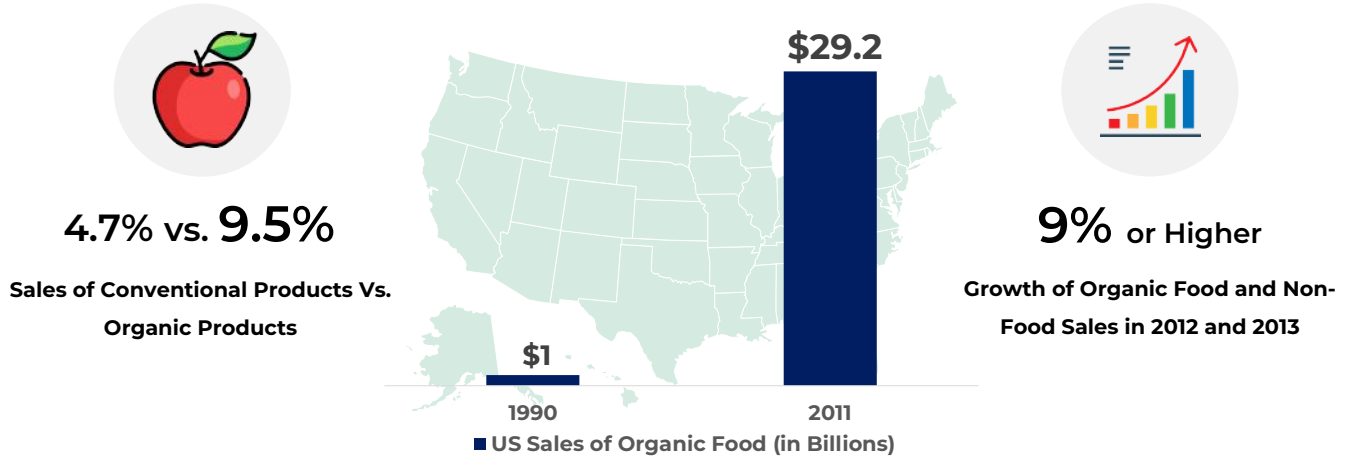 4.7% vs. 9.5%
Sales of Conventional Products Vs.
Organic Products
$29.2
$1
1990
2011
US Sales of Organic Food (in Billions)
9% or Higher
Growth of Organic Food and Non-
Food Sales in 2012 and 2013